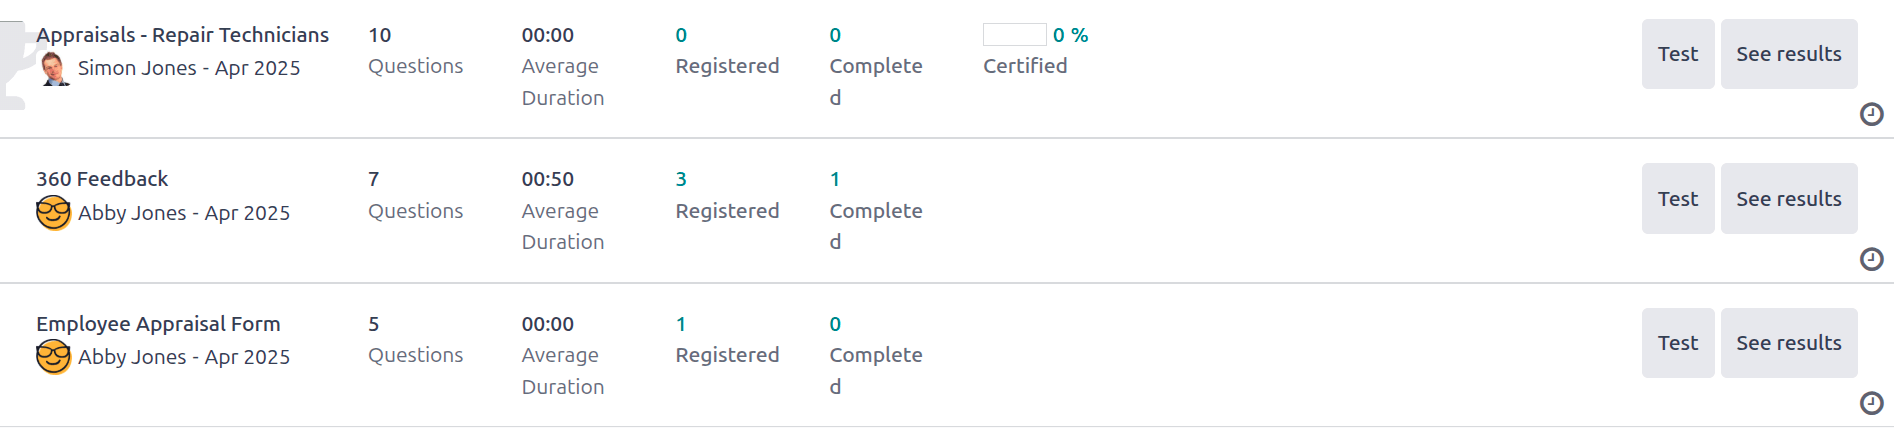 Appraisals - Repair Technicians 10 00:00 0 0 0 %
Simon Jones - Apr 2025 Questions Average Registered Complete Certified Test See results
Duration d
360 Feedback 7 00:50 3 1
Abby Jones - Apr 2025 Questions Average Registered Complete Test See results
Duration d
Employee Appraisal Form 5 00:00 1 0
Abby Jones - Apr 2025 Questions Average Registered Complete Test See results
Duration d